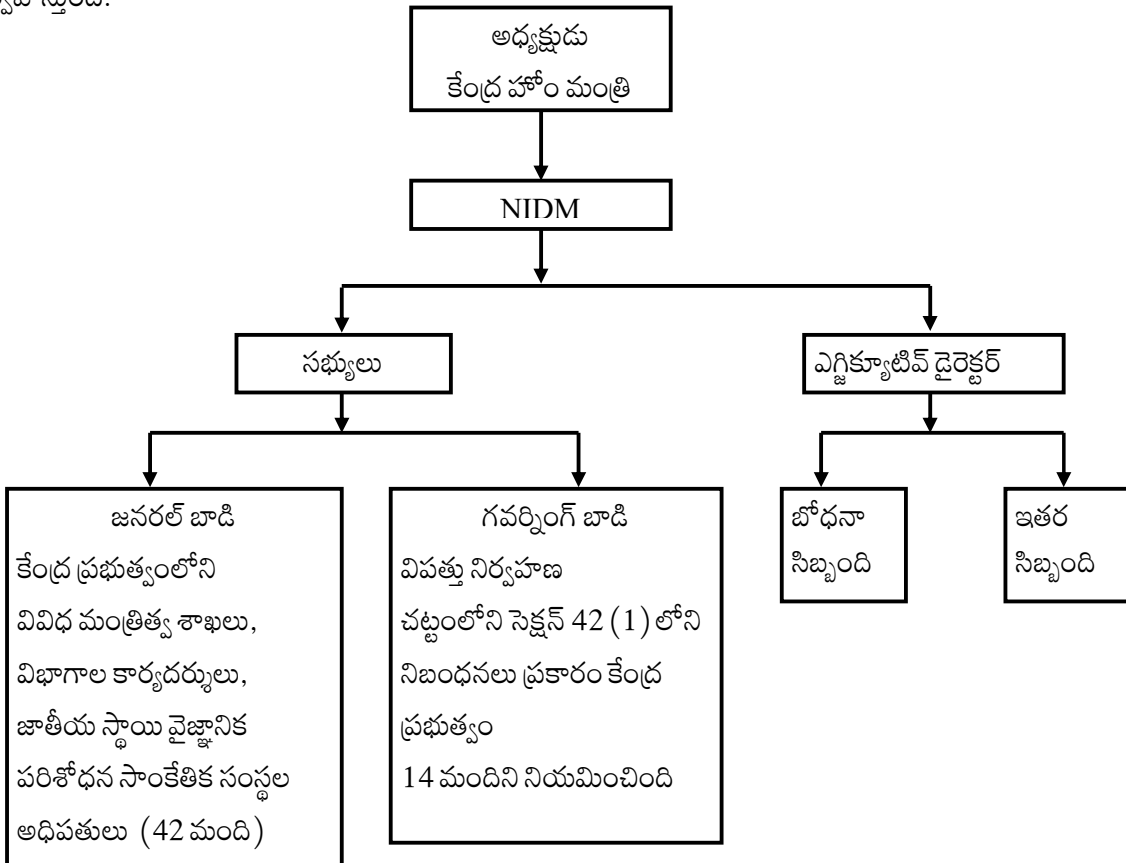 అధ్యక్షుడు
కేంద్ర హోం మంత్రి
NIDM
సభ్యులు
ఎగ్జిక్యూటివ్ డైరెక్టర్
జనరల్ బాడి
కేంద్ర ప్రభుత్వంలోని
వివిధ మంత్రిత్వ శాఖలు,
విభాగాల కార్యదర్శులు,
జాతీయ స్థాయి వైజ్ఞానిక
పరిశోధన సాంకేతిక సంస్థల
అధిపతులు (42 మంది)
గవర్నింగ్ బాడి
విపత్తు నిర్వహణ
చట్టంలోని సెక్షన్ 42 (1) లోని
నిబంధనలు ప్రకారం కేంద్ర
ప్రభుత్వం
14 మందిని నియమించింది
బోధనా
సిబ్బంది
ఇతర
సిబ్బంది